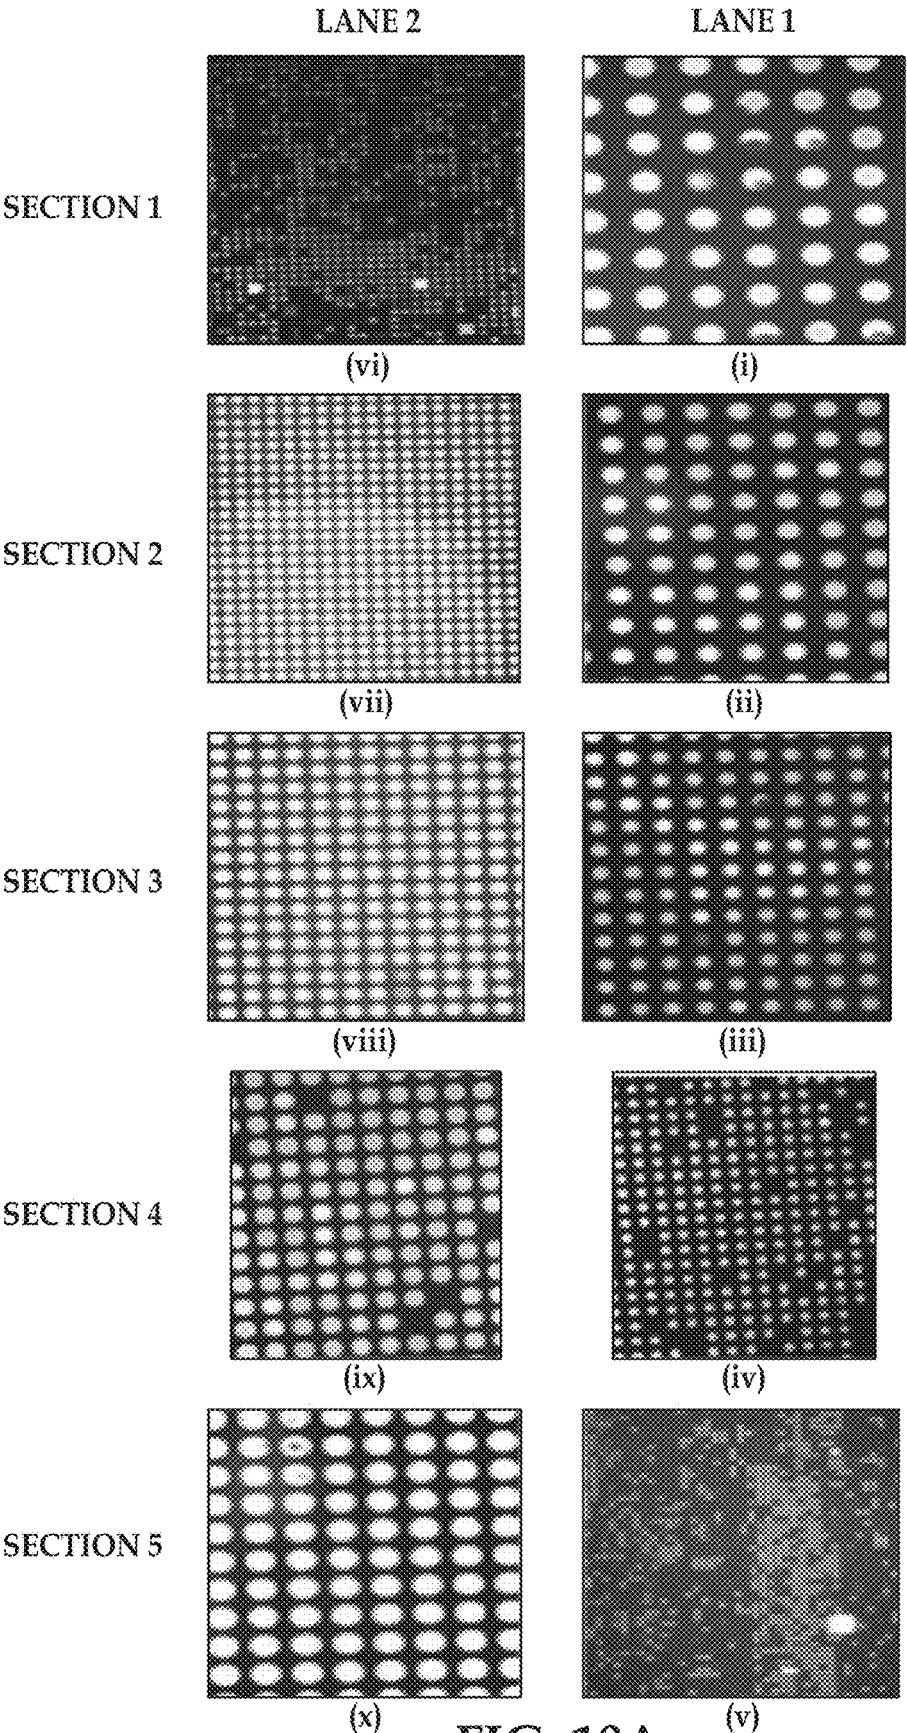 LANE 2 LANE 1
SECTION 1
(vi) (i)
SECTION 2
(vii) (ii)
SECTION 3
(viii) (iii)
SECTION 4
(ix) (iv)
SECTION 5
(x) (v)